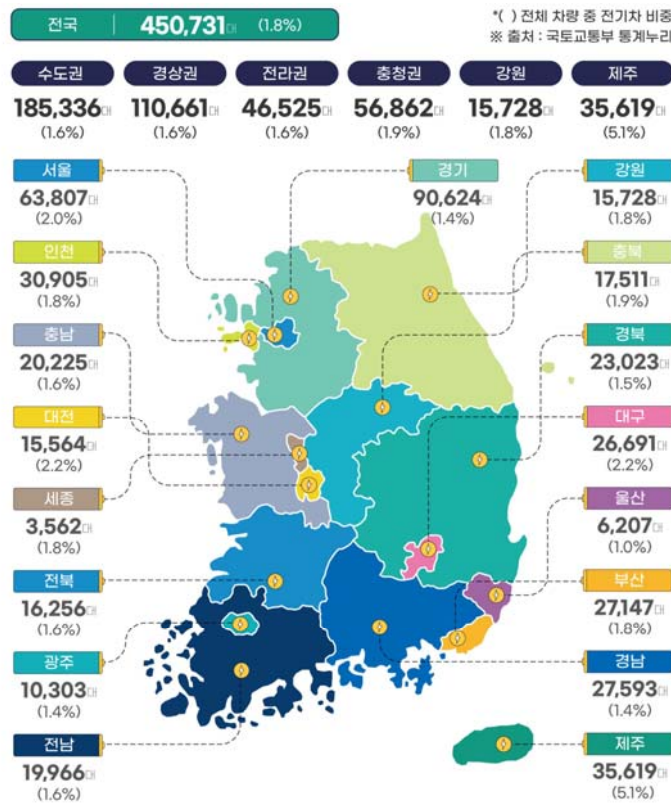 전국 450,731대 (1.8%)
*( ) 전체 차량 중 전기차 비중
※ 출처 : 국토교통부 통계누리
수도권 경상권 전라권 충청권 강원 제주
185,336대 110,661대 46,525대 56,862대 15,728대 35,619대
(1.6%) (1.6%) (1.6%) (1.9%) (1.8%) (5.1%)
서울
63,807대
(2.0%)
경기
90,624대
(1.4%)
강원
15,728대
(1.8%)
인천
30,905대
(1.8%)
충북
17,511대
(1.9%)
충남
20,225대
(1.6%)
경북
23,023대
(1.5%)
대전
15,564대
(2.2%)
대구
26,691대
(2.2%)
세종
3,562대
(1.8%)
울산
6,207대
(1.0%)
전북
16,256대
(1.6%)
부산
27,147대
(1.8%)
광주
10,303대
(1.4%)
경남
27,593대
(1.4%)
전남
19,966대
(1.6%)
제주
35,619대
(5.1%)